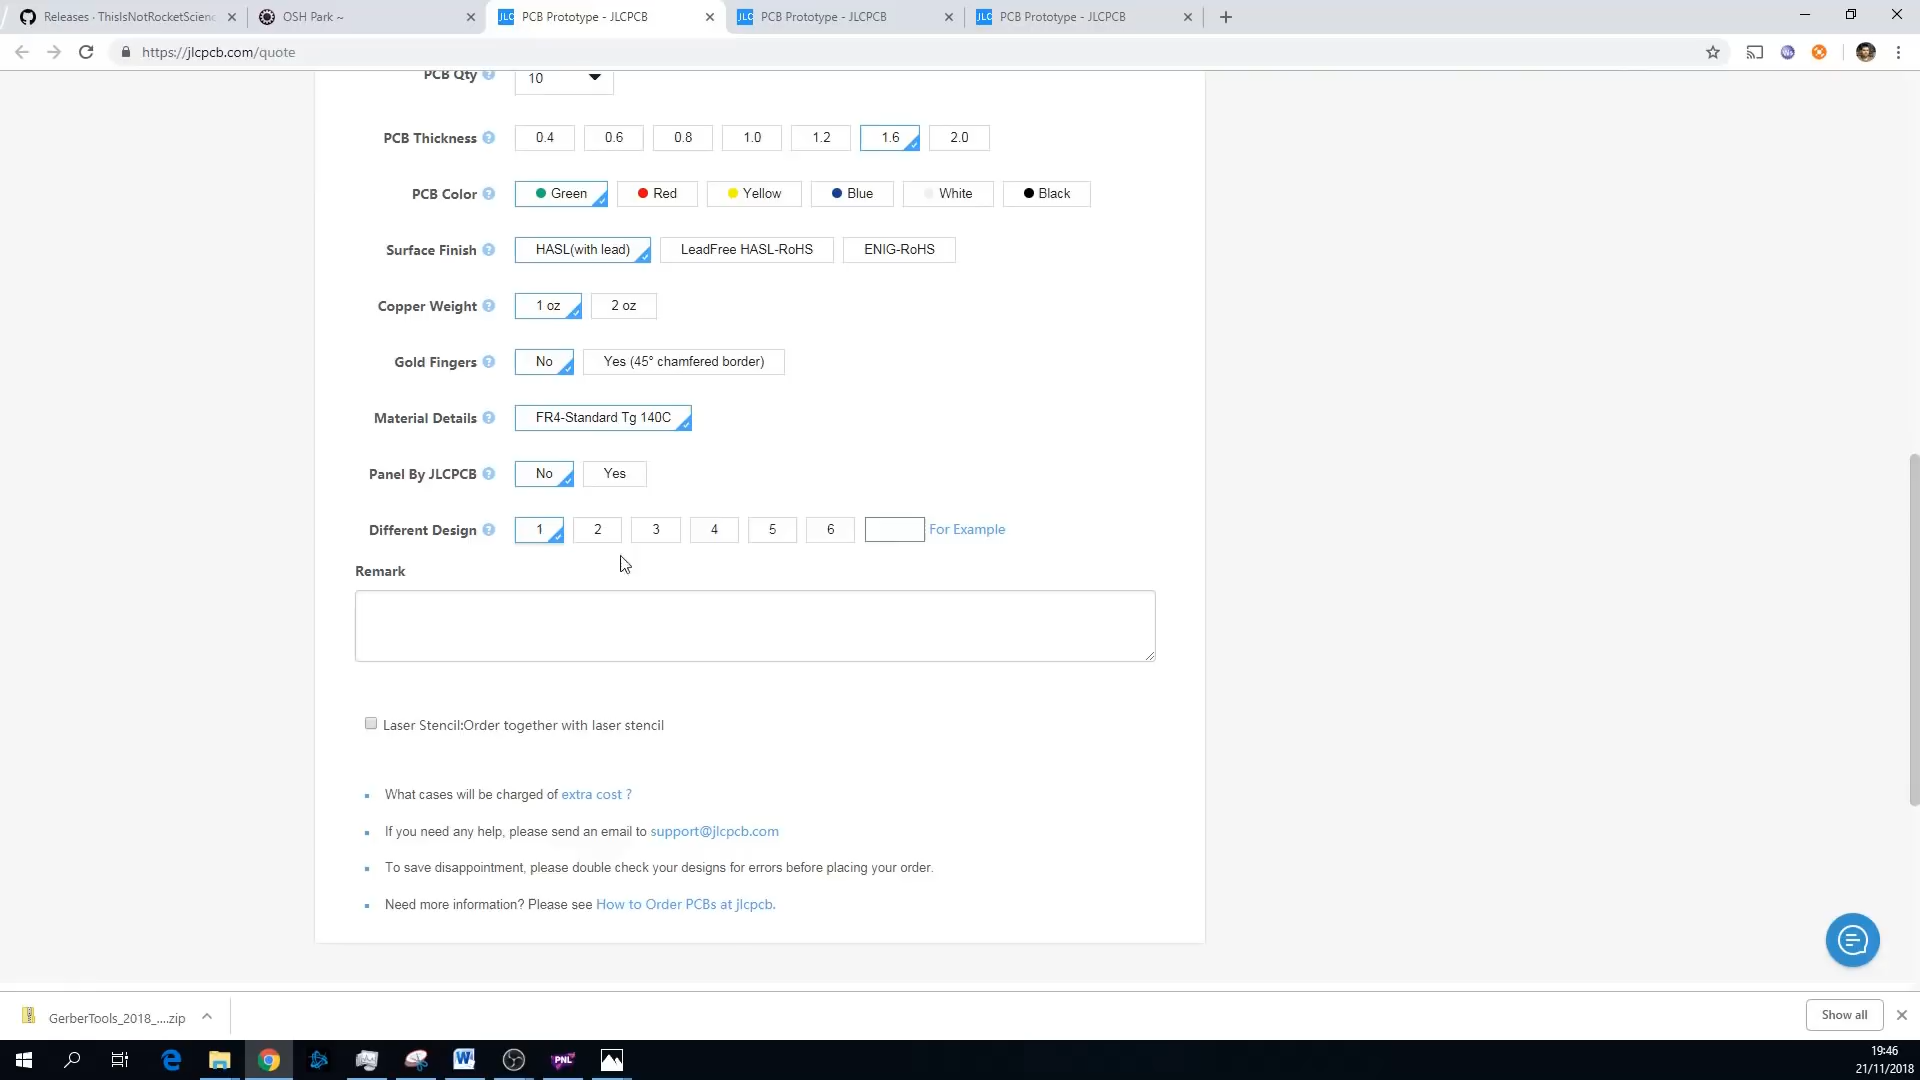 Releases · ThisIsNotRocketScienc
OSH Park ~
JLC PCB Prototype - JLCPCB
JLC PCB Prototype - JLCPCB
JLC PCB Prototype - JLCPCB
https://jlcpcb.com/quote
PCB Qty ? 10
PCB Thickness ? 0.4 0.6 0.8 1.0 1.2 1.6 2.0
PCB Color ? Green Red Yellow Blue White Black
Surface Finish ? HASL(with lead) LeadFree HASL-RoHS ENIG-RoHS
Copper Weight ? 1 oz 2 oz
Gold Fingers ? No Yes (45° chamfered border)
Material Details ? FR4-Standard Tg 140C
Panel By JLCPCB ? No Yes
Different Design ? 1 2 3 4 5 6 For Example
Remark
Laser Stencil:Order together with laser stencil
What cases will be charged of extra cost ?
If you need any help, please send an email to support@jlcpcb.com
To save disappointment, please double check your designs for errors before placing your order.
Need more information? Please see How to Order PCBs at jlcpcb.
GerberTools_2018_....zip
Show all
PNL
19:46
21/11/2018